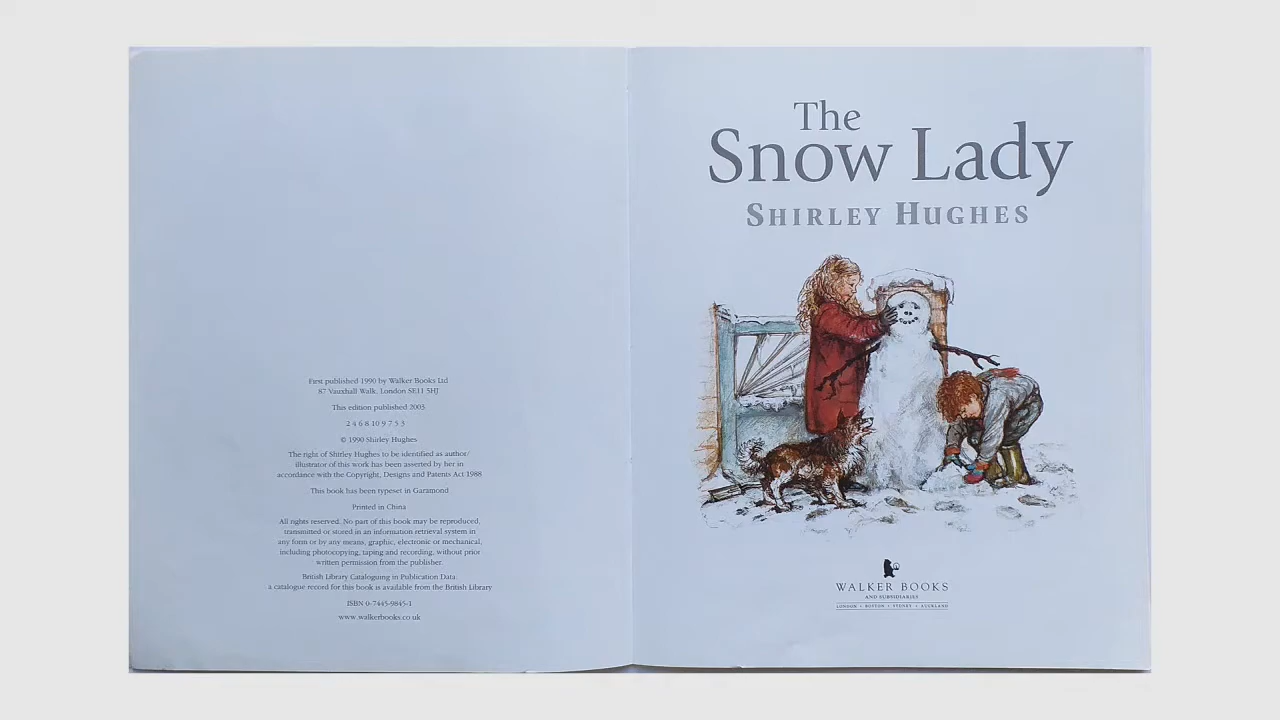 First published 1990 by Walker Books Ltd
87 Vauxhall Walk, London SE11 5HJ
This edition published 2003
2 4 6 8 10 9 7 5 3
© 1990 Shirley Hughes
The right of Shirley Hughes to be identified as author/
illustrator of this work has been asserted by her in
accordance with the Copyright, Designs and Patents Act 1988
This book has been typeset in Garamond
Printed in China
All rights reserved. No part of this book may be reproduced,
transmitted or stored in an information retrieval system in
any form or by any means, graphic, electronic or mechanical,
including photocopying, taping and recording, without prior
written permission from the publisher.
British Library Cataloguing in Publication Data:
a catalogue record for this book is available from the British Library
ISBN 0-7445-9845-1
www.walkerbooks.co.uk
The
Snow Lady
SHIRLEY HUGHES
WALKER BOOKS
AND SUBSIDIARIES
LONDON • BOSTON • SYDNEY • AUCKLAND